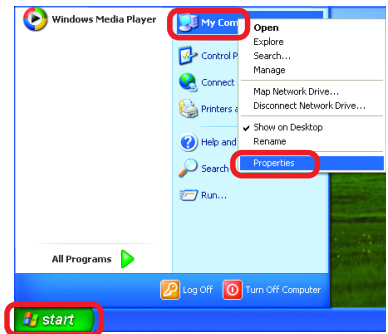 Windows Media Player
My Com
Control P
Connect
Printers a
Help and
Search
Run...
All Programs
Log Off
Turn Off Computer
start
Open
Explore
Search...
Manage
Map Network Drive...
Disconnect Network Drive...
Show on Desktop
Rename
Properties